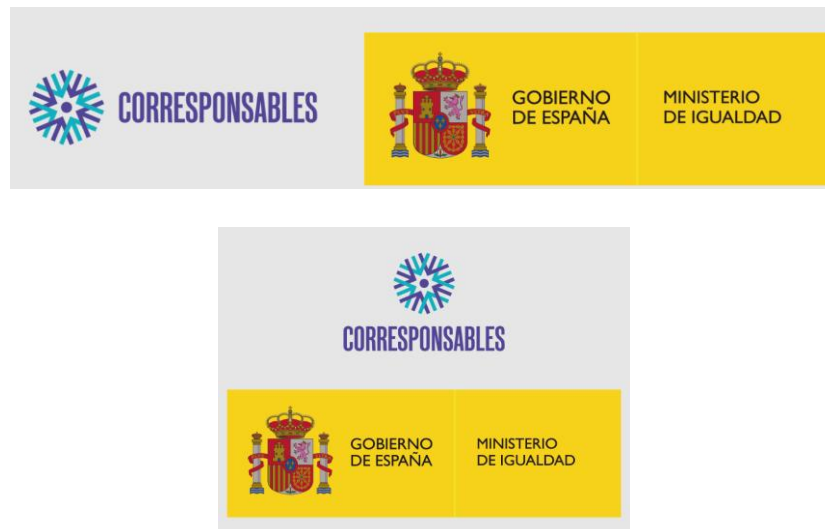 CORRESPONSABLES
GOBIERNO
DE ESPAÑA
MINISTERIO
DE IGUALDAD
CORRESPONSABLES
GOBIERNO
DE ESPAÑA
MINISTERIO
DE IGUALDAD